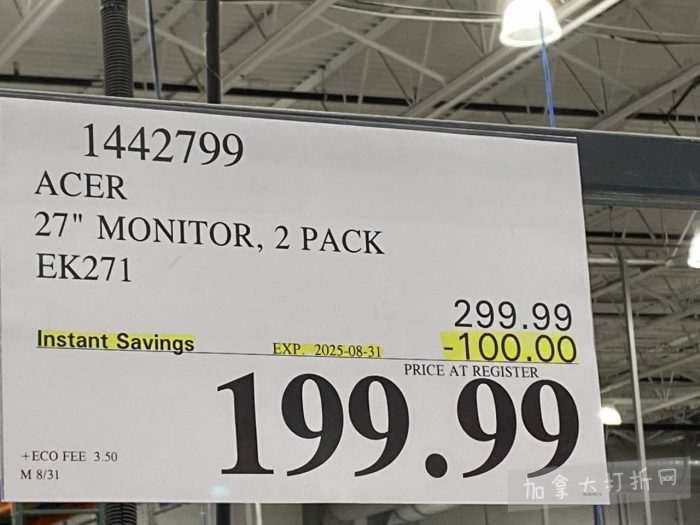 1442799
ACER
27" MONITOR, 2 PACK
EK271
299.99
Instant Savings EXP. 2025-08-31 -100.00
PRICE AT REGISTER
199.99
+ECO FEE 3.50
M 8/31
加拿大打折网